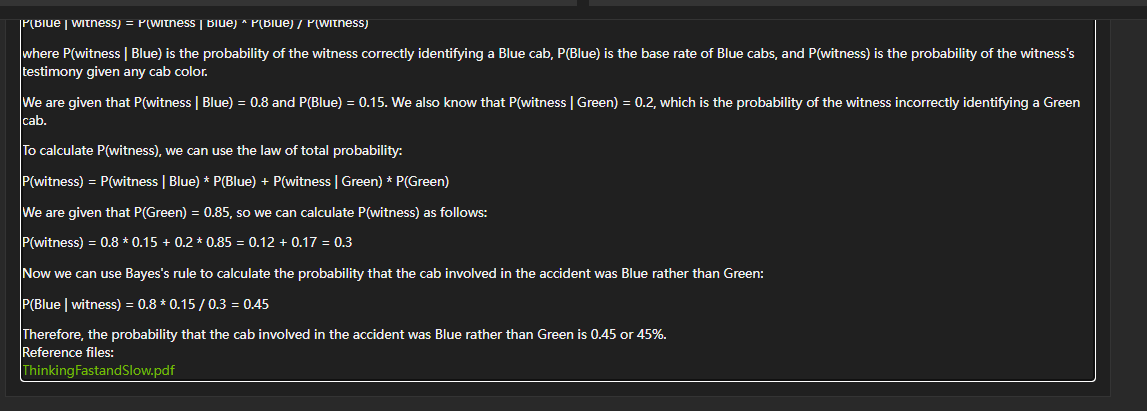 P(Blue | witness) = P(witness | Blue) * P(Blue) / P(witness)
where P(witness | Blue) is the probability of the witness correctly identifying a Blue cab, P(Blue) is the base rate of Blue cabs, and P(witness) is the probability of the witness's
testimony given any cab color.
We are given that P(witness | Blue) = 0.8 and P(Blue) = 0.15. We also know that P(witness | Green) = 0.2, which is the probability of the witness incorrectly identifying a Green
cab.
To calculate P(witness), we can use the law of total probability:
P(witness) = P(witness | Blue) * P(Blue) + P(witness | Green) * P(Green)
We are given that P(Green) = 0.85, so we can calculate P(witness) as follows:
P(witness) = 0.8 * 0.15 + 0.2 * 0.85 = 0.12 + 0.17 = 0.3
Now we can use Bayes's rule to calculate the probability that the cab involved in the accident was Blue rather than Green:
P(Blue | witness) = 0.8 * 0.15 / 0.3 = 0.45
Therefore, the probability that the cab involved in the accident was Blue rather than Green is 0.45 or 45%.
Reference files:
ThinkingFastandSlow.pdf